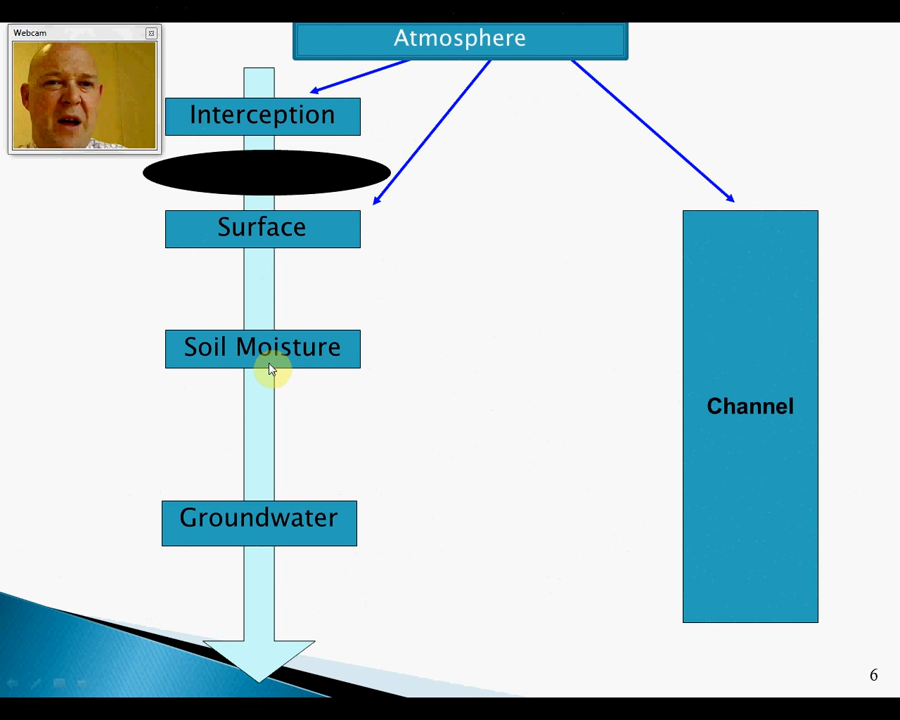 Webcam
Atmosphere
Interception
Surface
Soil Moisture
Channel
Groundwater
6